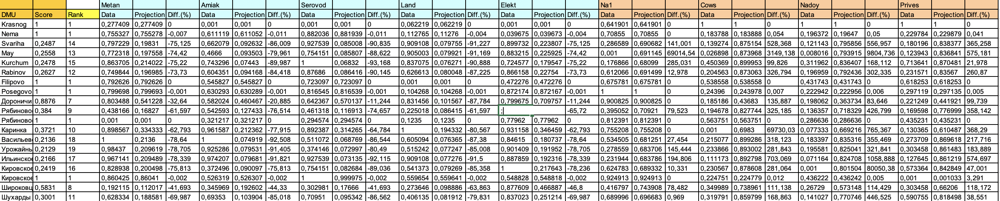 Metan Amiak Serovod Land Elekt Na1 Cows Nadoy Prives
DMU Score Rank Data Projection Diff.(%) Data Projection Diff.(%) Data Projection Diff.(%) Data Projection Diff.(%) Data Projection Diff.(%) Data Projection Diff.(%) Data Projection Diff.(%) Data Projection Diff.(%) Data Projection Diff.(%)
Krasnog 1 1 0,277409 0,277409 0 0,001 0,001 0 0,001 0,001 0 0,062219 0,062219 0 0,001 0,001 0 0,641901 0,641901 0 1 1 0 1 1 0 1 1 0
Nema 1 1 0,755327 0,755278 -0,007 0,611119 0,611052 -0,011 0,882036 0,881939 -0,011 0,112765 0,11276 -0,004 0,039675 0,039673 -0,004 0,70855 0,70855 0 0,183788 0,183888 0,054 0,196372 0,19647 0,05 0,229784 0,229879 0,041
Svariha 0,2487 14 0,797229 0,19831 -75,125 0,662079 0,092632 -86,009 0,927539 0,085008 -90,835 0,909108 0,079755 -91,227 0,899732 0,223807 -75,125 0,286589 0,690682 141,001 0,139274 0,875154 528,368 0,121143 0,795856 556,957 0,180196 0,838377 365,258
May 0,2558 13 0,772318 0,197558 -74,42 0,4666 0,093503 -79,961 0,754151 0,085807 -88,622 0,905003 0,079921 -91,169 0,883215 0,225925 -74,42 0,001 0,691145 69014,54 0,026898 0,873968 3149,138 0,008016 0,793915 9804,736 0,123943 0,836841 575,181
Kurchum 0,2478 15 0,863705 0,214022 -75,22 0,743296 0,07443 -89,987 1 0,06832 -93,168 0,837075 0,076271 -90,888 0,724577 0,179547 -75,22 0,176866 0,68099 285,031 0,450369 0,899953 99,826 0,311962 0,836407 168,112 0,713641 0,870481 21,978
Rabinov 0,2627 12 0,749844 0,196985 -73,73 0,604351 0,094168 -84,418 0,87686 0,086416 -90,145 0,626613 0,080048 -87,225 0,866158 0,22754 -73,73 0,612066 0,691499 12,978 0,204563 0,873063 326,794 0,196959 0,792436 302,335 0,231571 0,83567 260,87
Filipovo 1 1 0,792626 0,792626 0 0,545827 0,545827 0 0,723097 0,723097 0 0,001 0,001 0 0,472276 0,472276 0 0,675781 0,675781 0 0,538558 0,538558 0 0,431743 0,431743 0 0,618253 0,618253 0
Posegovo 1 1 0,799698 0,799693 -0,001 0,630293 0,630289 -0,001 0,816545 0,816539 -0,001 0,104268 0,104268 -0,001 0,872174 0,872167 -0,001 1 1 0 0,24396 0,243978 0,007 0,222942 0,222956 0,006 0,297119 0,297135 0,005
Дороничи 0,8876 7 0,803488 0,541228 -32,64 0,582024 0,460467 -20,885 0,642367 0,570137 -11,244 0,831456 0,101567 -87,784 0,799675 0,709757 -11,244 0,900825 0,900825 0 0,185186 0,43683 135,887 0,198062 0,363734 83,646 0,221249 0,441921 99,739
Рябиново 0,384 9 0,438166 0,16827 -61,597 0,542593 0,127433 -76,514 0,461318 0,116913 -74,657 0,225018 0,086415 -61,597 ; -65,72 0,395052 0,70921 79,523 0,194678 0,827744 325,185 0,136357 0,718329 426,799 0,169598 0,776999 358,142
Рябиново 1 1 0,001 0,001 0 0,321217 0,321217 0 0,294574 0,294574 0 0,1235 0,1235 0 0,77962 0,77962 0 0,812391 0,812391 0 0,563751 0,563751 0 0,286636 0,286636 0 0,435231 0,435231 0
Каринка 0,3721 10 0,898567 0,334333 -62,793 0,961587 0,212362 -77,915 0,892387 0,314265 -64,784 1 0,194332 -80,567 0,931158 0,346459 -62,793 0,755208 0,755208 0 0,001 0,6983 69730,03 0,077333 0,669216 765,367 0,130365 0,610487 368,29
Васильев 0,2136 18 1 0,2136 -78,64 1 0,074919 -92,508 0,511072 0,068769 -86,544 0,605094 0,076365 -87,38 0,84615 0,180737 -78,64 0,534505 0,681251 27,454 0,215077 0,899286 318,123 0,183397 0,835316 355,469 0,273709 0,869618 217,716
Урожайнь 0,2129 19 0,98437 0,209619 -78,705 0,925286 0,079531 -91,405 0,374146 0,072997 -80,49 0,515242 0,077247 -85,008 0,901409 0,191952 -78,705 0,278559 0,683706 145,444 0,233866 0,893002 281,843 0,195581 0,825041 321,841 0,303458 0,861483 183,889
Ильинское 0,2166 17 0,967141 0,209489 -78,339 0,974207 0,079681 -91,821 0,927539 0,073135 -92,115 0,909108 0,077276 -91,5 0,887859 0,192316 -78,339 0,231944 0,683786 194,806 0,111173 0,892798 703,069 0,071164 0,824708 1058,888 0,127645 0,861219 574,697
Кировское 0,2419 16 0,828938 0,200498 -75,813 0,372496 0,090097 -75,813 0,754151 0,082684 -89,036 0,541373 0,079269 -85,358 1 0,217643 -78,236 0,624783 0,689332 10,331 0,230567 0,878608 281,064 0,001 0,801504 80050,38 0,573364 0,842849 47,001
Кировское 1 1 0,860425 0,86041 -0,002 0,526319 0,526307 -0,002 1 0,999975 -0,002 0,559654 0,559641 -0,002 0,548828 0,548818 -0,002 0,924913 0,924913 0 0,224751 0,224779 0,012 0,436222 0,436242 0,005 0,001 0,001033 3,291
Широковц 0,5831 8 0,192115 0,112017 -41,693 0,345969 0,192602 -44,33 0,302981 0,17666 -41,693 0,273646 0,098886 -63,863 0,877609 0,466887 -46,8 0,416797 0,743908 78,482 0,349989 0,738961 111,138 0,26729 0,573148 114,429 0,303458 0,66206 118,172
Шухарды 0,3001 11 0,628334 0,188581 -69,987 0,69353 0,103904 -85,018 0,70951 0,095342 -86,562 0,406135 0,081912 -79,831 0,837023 0,251214 -69,987 0,689996 0,696683 0,969 0,319791 0,859799 168,863 0,141027 0,770746 446,525 0,590755 0,818498 38,551